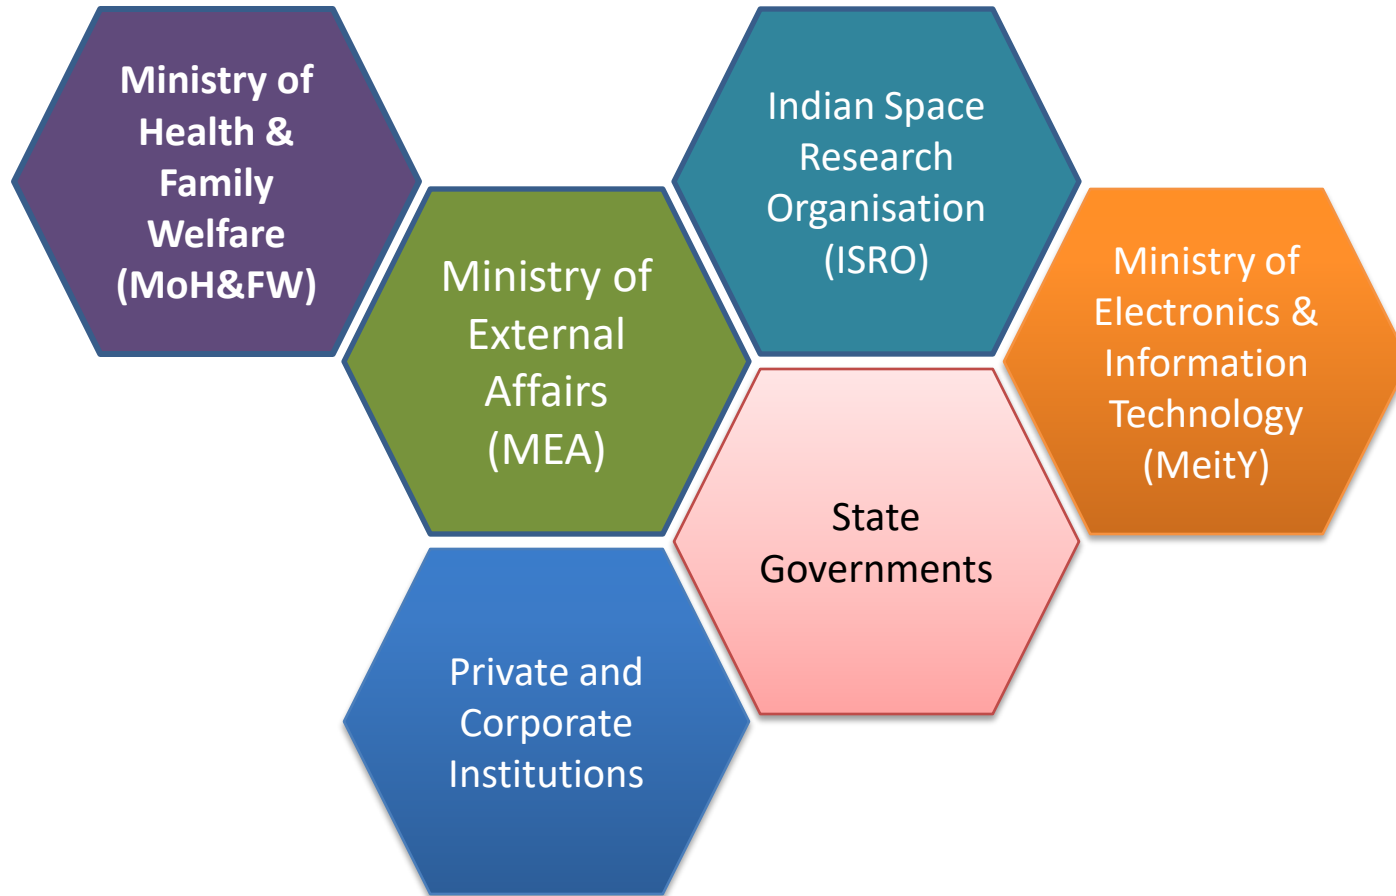 Ministry of
Health &
Family
Welfare
(MoH&FW)
Ministry of
External
Affairs
(MEA)
Indian Space
Research
Organisation
(ISRO)
Ministry of
Electronics &
Information
Technology
(MeitY)
State
Governments
Private and
Corporate
Institutions